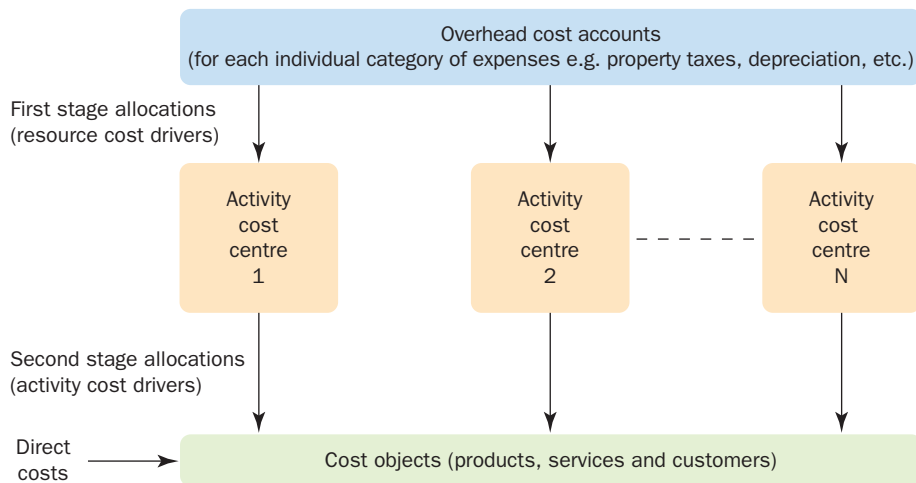 Overhead cost accounts
(for each individual category of expenses e.g. property taxes, depreciation, etc.)
First stage allocations
(resource cost drivers)
Activity
cost
centre
1
Activity
cost
centre
2
Activity
cost
centre
N
Second stage allocations
(activity cost drivers)
Direct
costs
Cost objects (products, services and customers)